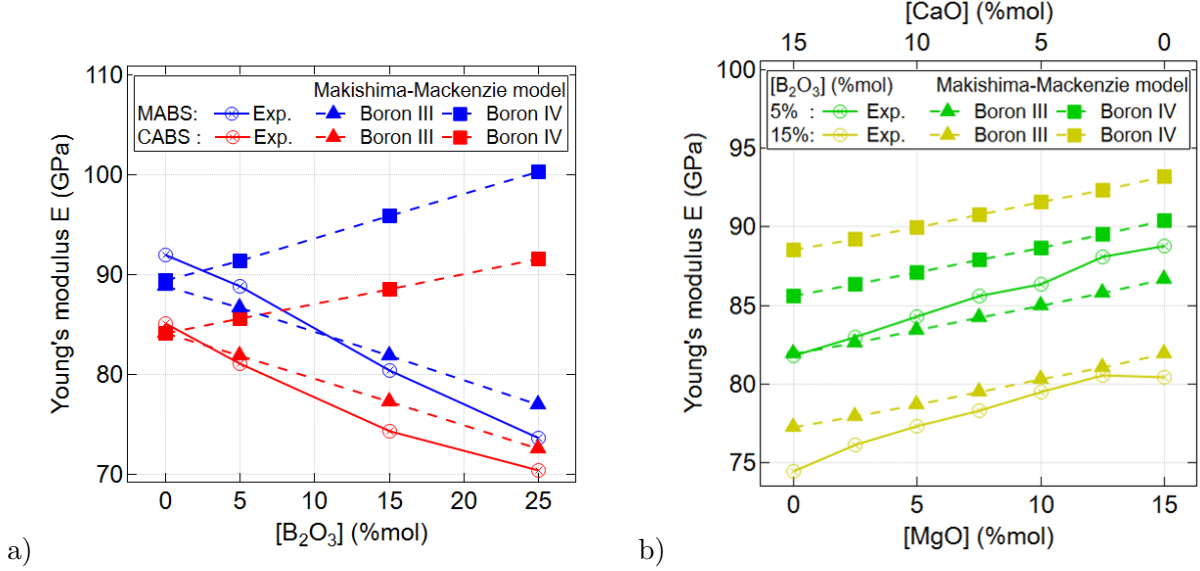 Young's modulus E (GPa)
110
100
90
80
70
Makishima-Mackenzie model
MABS: Exp. Boron III Boron IV
CABS : Exp. Boron III Boron IV
0 5 10 15 20 25
[B₂O₃] (%mol)
a)
[CaO] (%mol)
15 10 5 0
Young's modulus E (GPa)
100
95
90
85
80
75
[B₂O₃] (%mol) Makishima-Mackenzie model
5% : Exp. Boron III Boron IV
15%: Exp. Boron III Boron IV
0 5 10 15
[MgO] (%mol)
b)